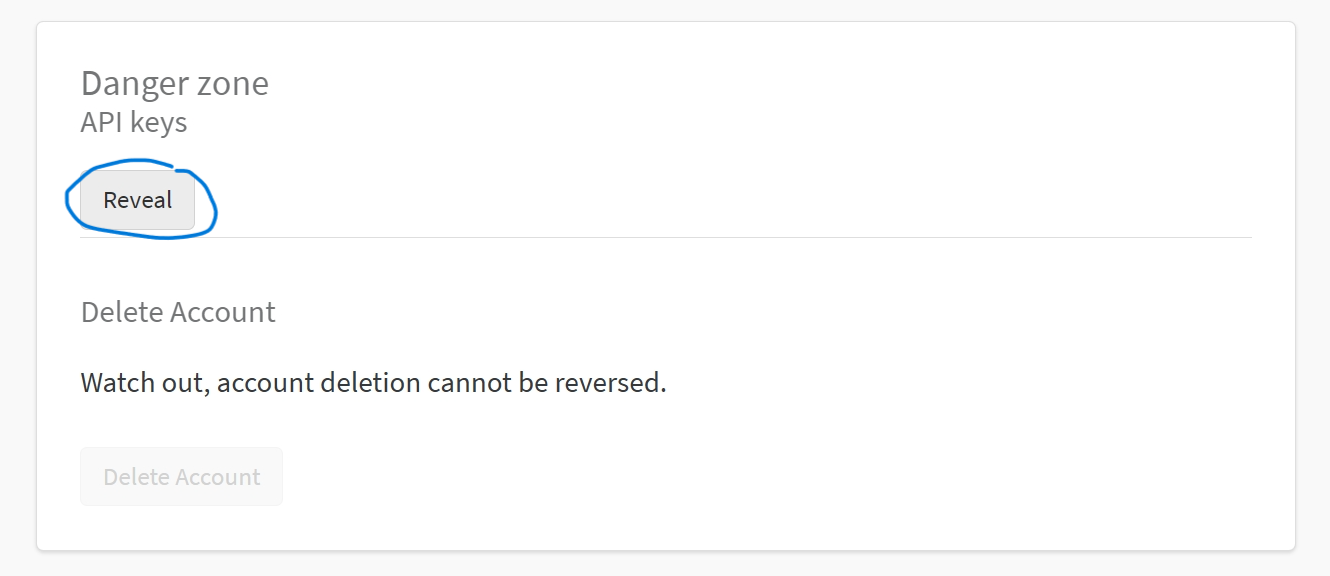 Danger zone
API keys
Reveal
Delete Account
Watch out, account deletion cannot be reversed.
Delete Account